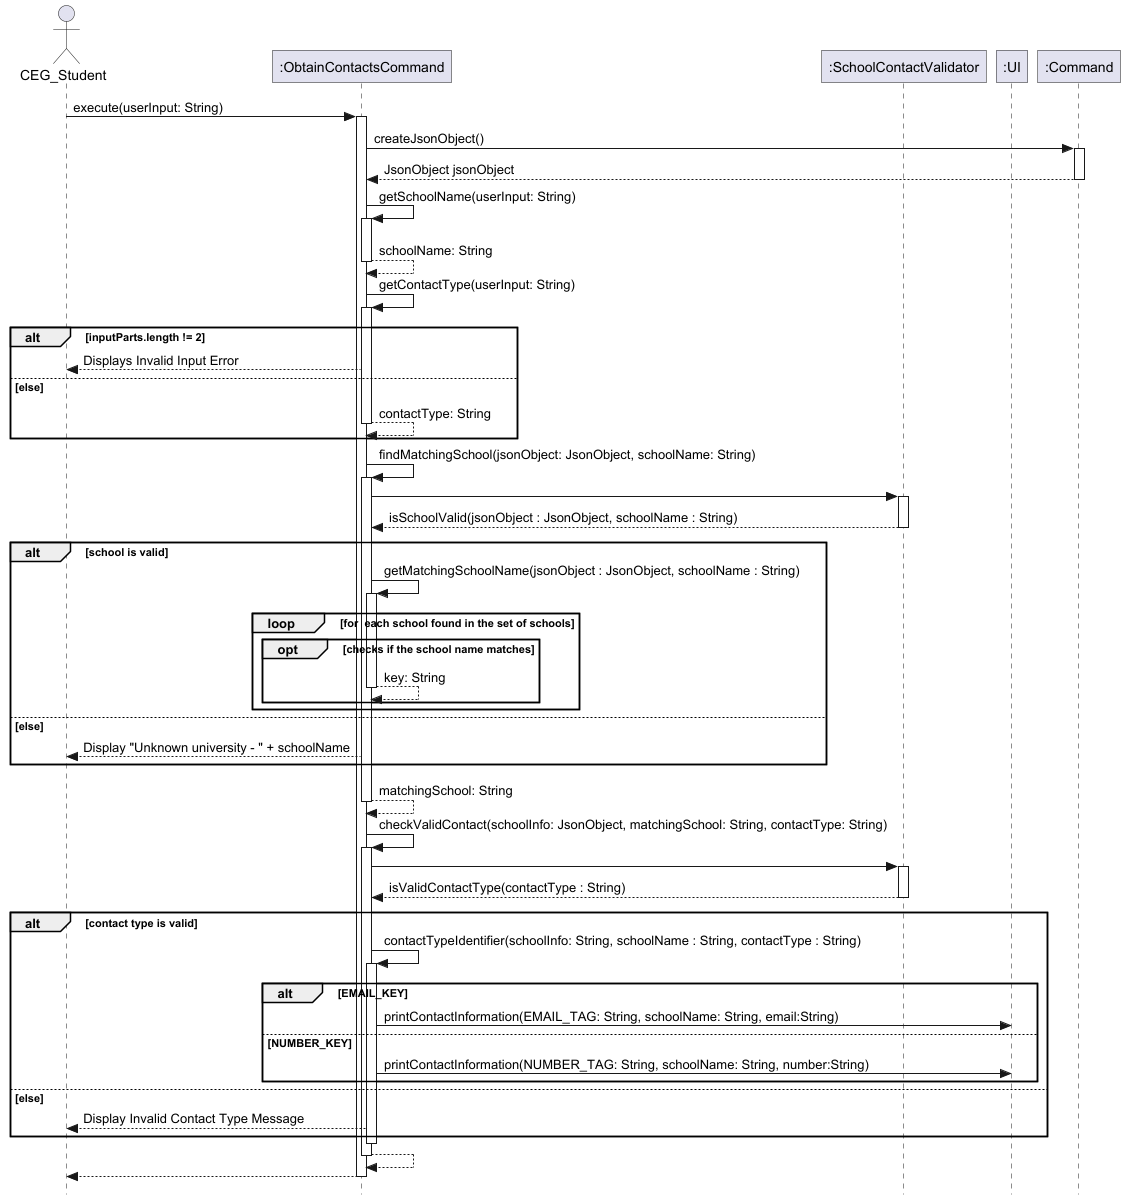 CEG_Student
:ObtainContactsCommand
:SchoolContactValidator
:UI
:Command
execute(userInput: String)
createJsonObject()
JsonObject jsonObject
getSchoolName(userInput: String)
schoolName: String
getContactType(userInput: String)
alt [inputParts.length != 2]
Displays Invalid Input Error
[else]
contactType: String
findMatchingSchool(jsonObject: JsonObject, schoolName: String)
isSchoolValid(jsonObject : JsonObject, schoolName : String)
alt [school is valid]
getMatchingSchoolName(jsonObject : JsonObject, schoolName : String)
loop [for each school found in the set of schools]
opt [checks if the school name matches]
key: String
[else]
Display "Unknown university - " + schoolName
matchingSchool: String
checkValidContact(schoolInfo: JsonObject, matchingSchool: String, contactType: String)
isValidContactType(contactType : String)
alt [contact type is valid]
contactTypeIdentifier(schoolInfo: String, schoolName : String, contactType : String)
alt [EMAIL_KEY]
printContactInformation(EMAIL_TAG: String, schoolName: String, email:String)
[NUMBER_KEY]
printContactInformation(NUMBER_TAG: String, schoolName: String, number:String)
[else]
Display Invalid Contact Type Message